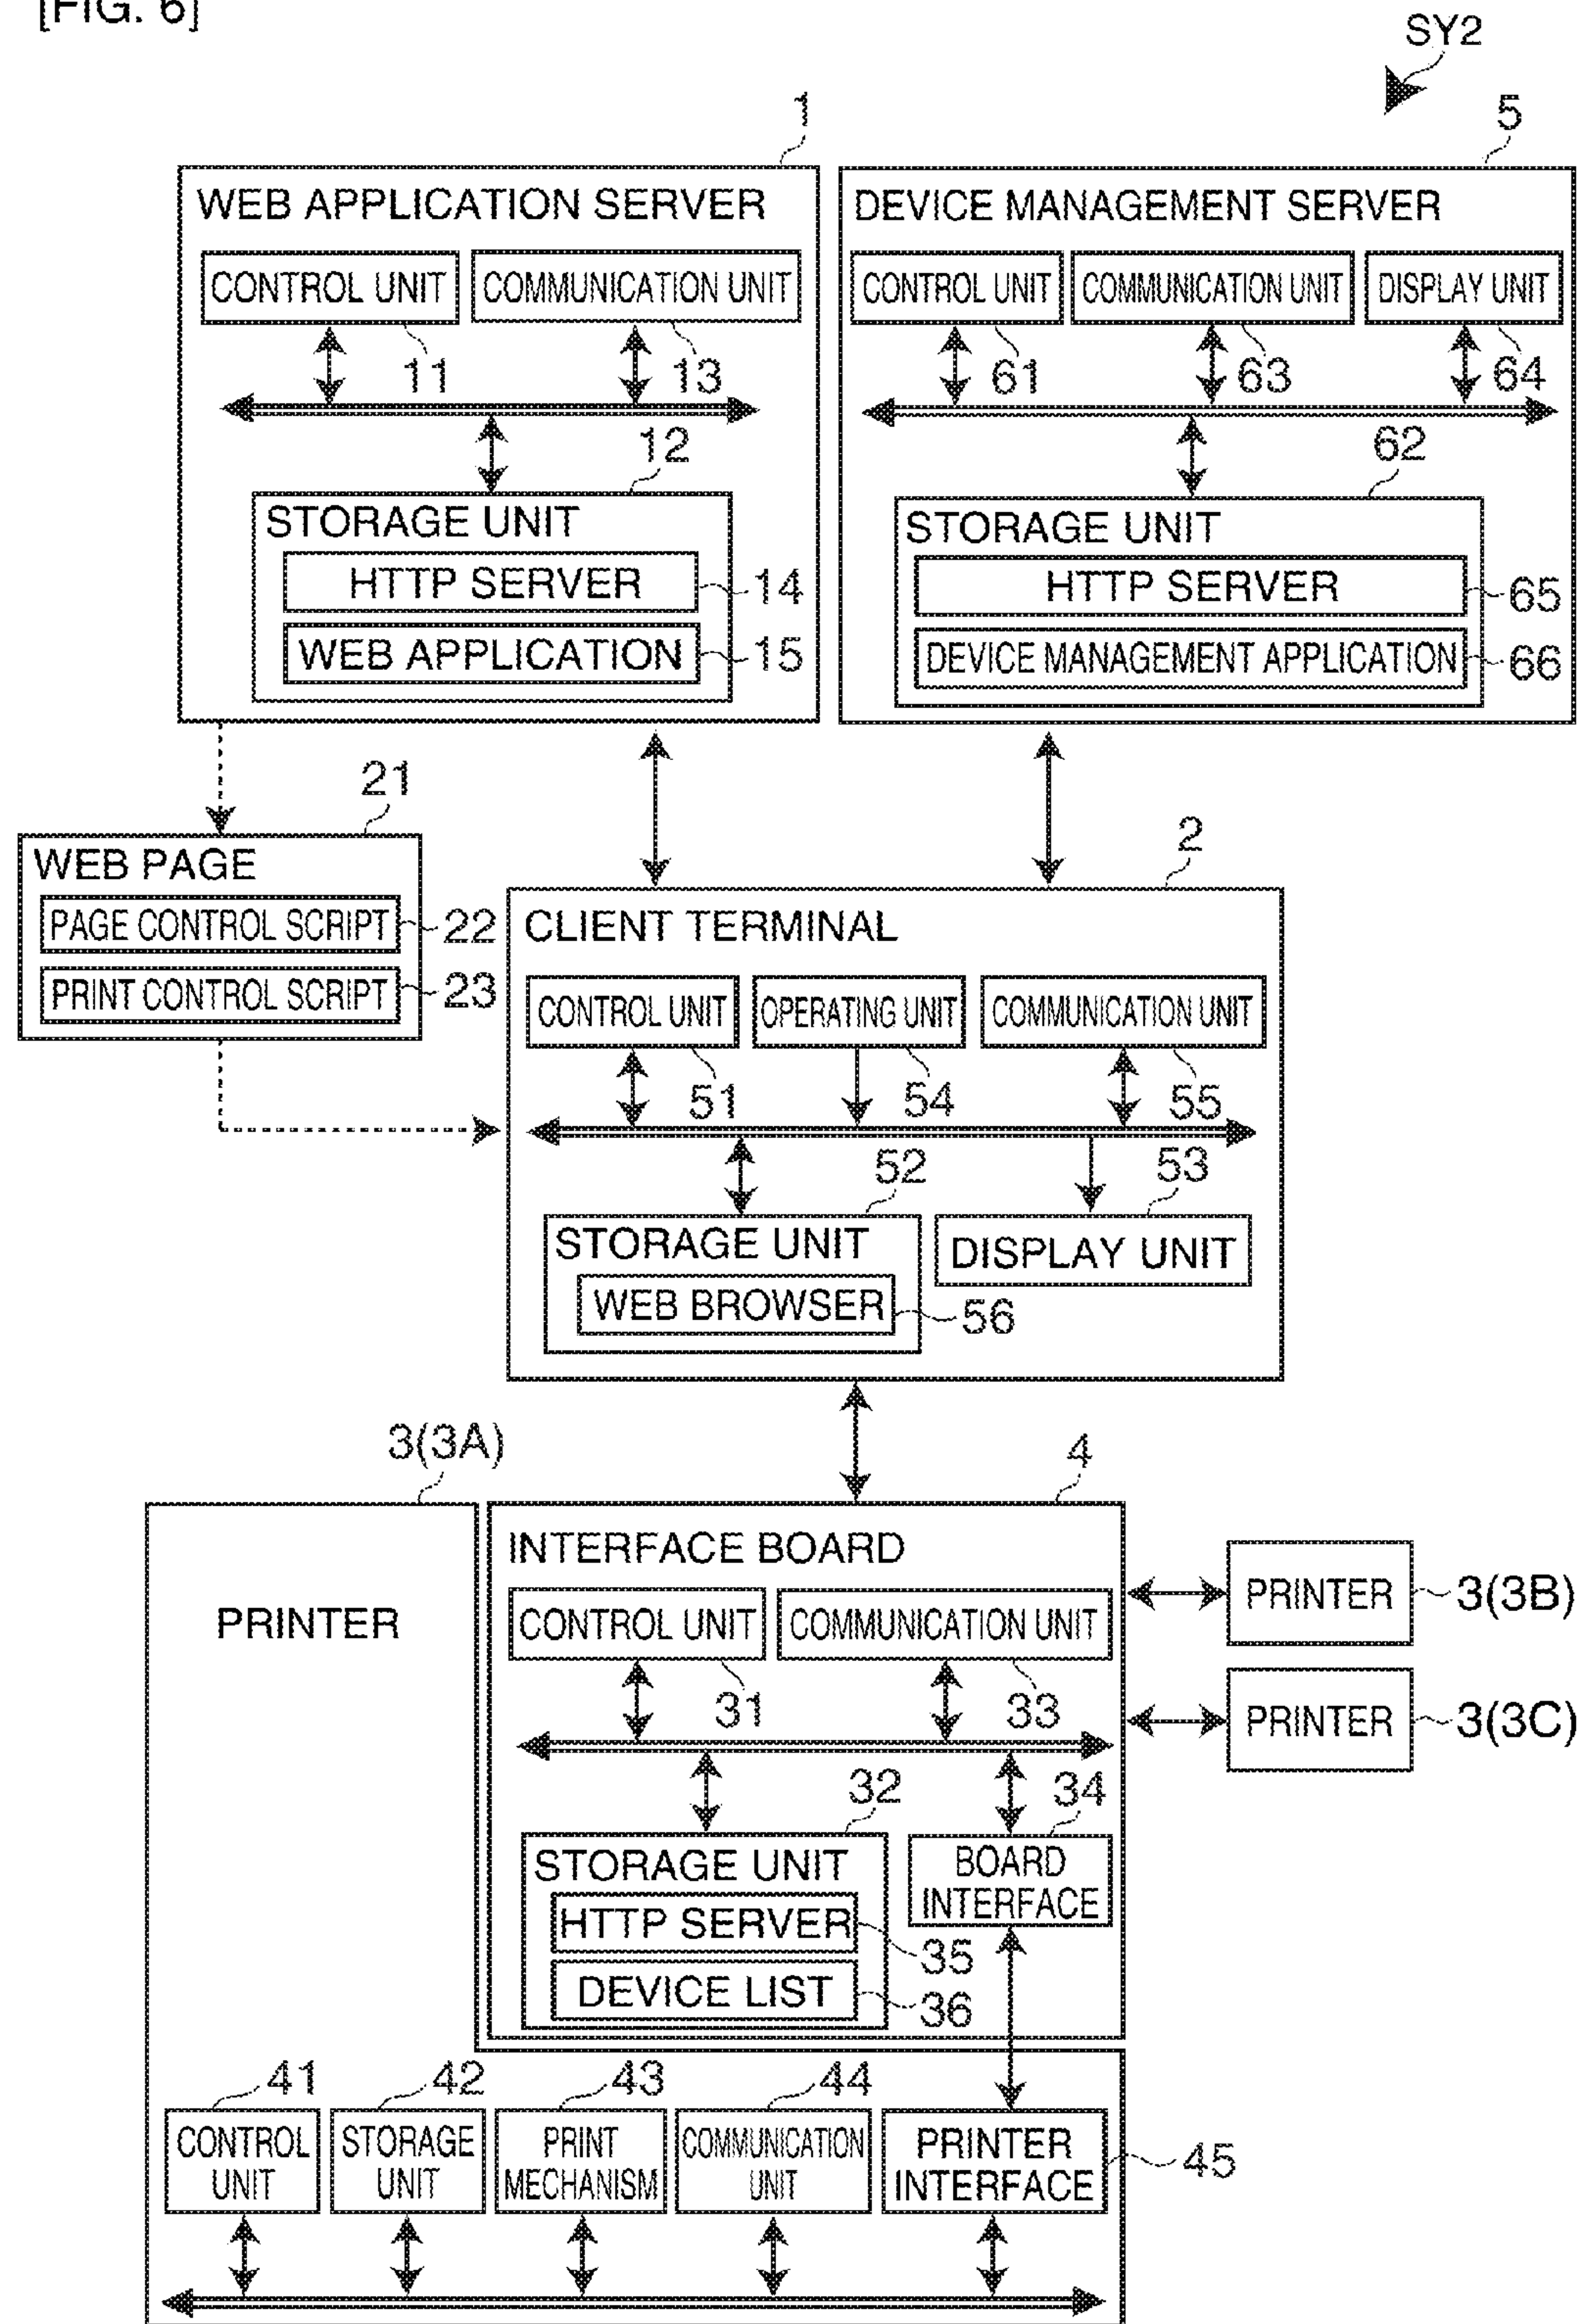 [FIG. 6]
SY2
1
5
WEB APPLICATION SERVER
CONTROL UNIT
COMMUNICATION UNIT
11
13
12
STORAGE UNIT
HTTP SERVER
14
WEB APPLICATION
15
DEVICE MANAGEMENT SERVER
CONTROL UNIT
COMMUNICATION UNIT
DISPLAY UNIT
61
63
64
62
STORAGE UNIT
HTTP SERVER
65
DEVICE MANAGEMENT APPLICATION
66
21
WEB PAGE
PAGE CONTROL SCRIPT
22
PRINT CONTROL SCRIPT
23
2
CLIENT TERMINAL
CONTROL UNIT
OPERATING UNIT
COMMUNICATION UNIT
51
54
55
52
53
STORAGE UNIT
WEB BROWSER
56
DISPLAY UNIT
3(3A)
PRINTER
4
INTERFACE BOARD
CONTROL UNIT
COMMUNICATION UNIT
31
33
32
34
STORAGE UNIT
HTTP SERVER
35
DEVICE LIST
36
BOARD
INTERFACE
PRINTER
3(3B)
PRINTER
3(3C)
41
42
43
44
CONTROL
UNIT
STORAGE
UNIT
PRINT
MECHANISM
COMMUNICATION
UNIT
PRINTER
INTERFACE
45